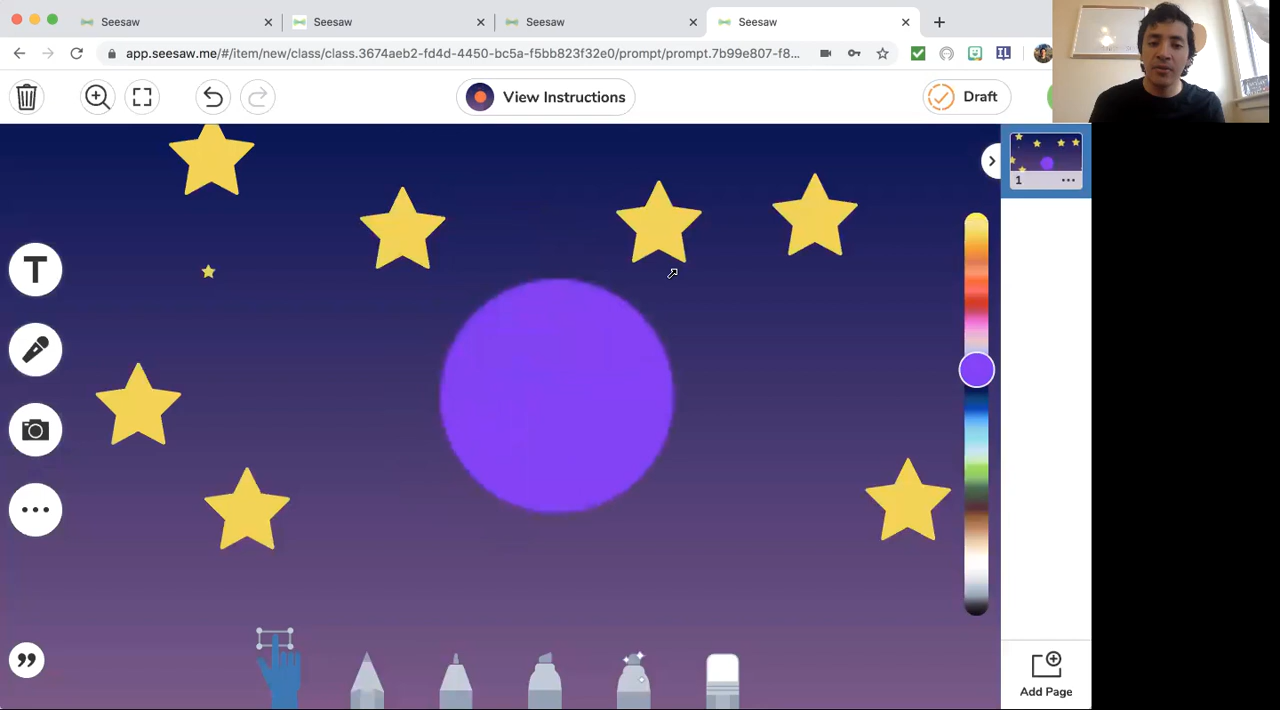 Seesaw
Seesaw
Seesaw
Seesaw
app.seesaw.me/#/item/new/class/class.3674aeb2-fd4d-4450-bc5a-f5bb823f32e0/prompt/prompt.7b99e807-f8...
IL
View Instructions
Draft
T
1
Add Page